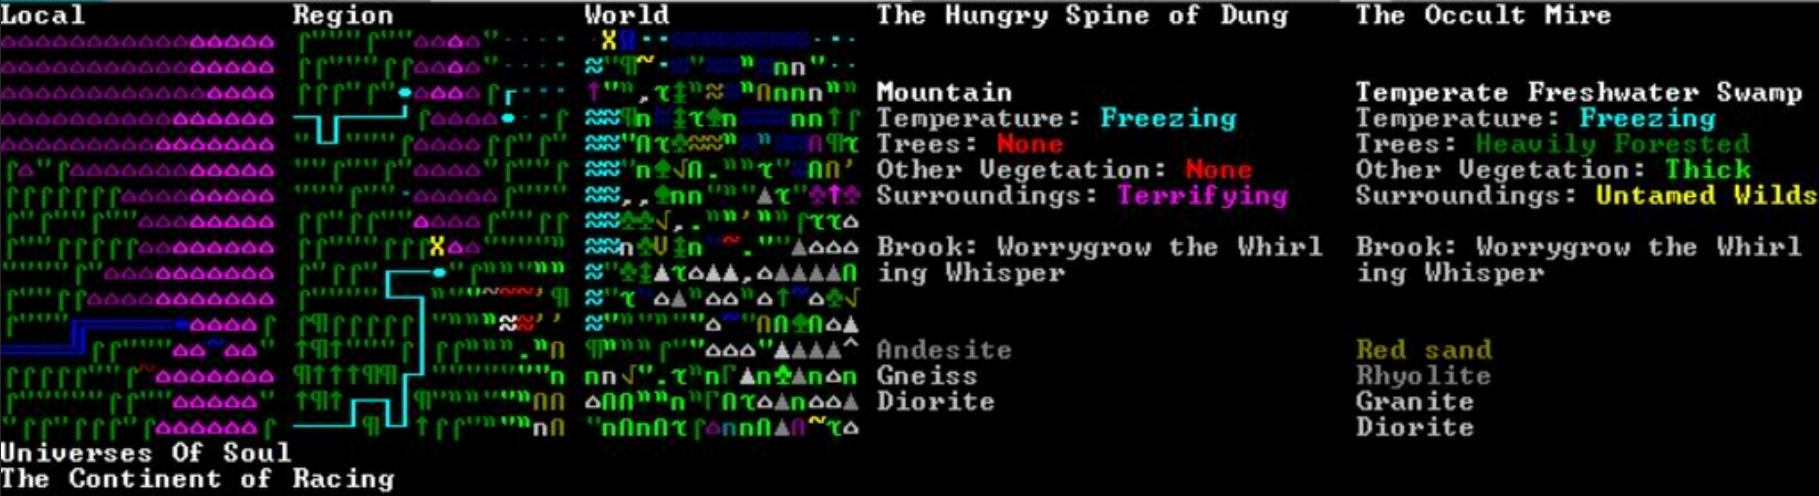 Local
Region
World
The Hungry Spine of Dung
Mountain
Temperature: Freezing
Trees: None
Other Vegetation: None
Surroundings: Terrifying
Brook: Worrygrow the Whirl
ing Whisper
Andesite
Gneiss
Diorite
The Occult Mire
Temperate Freshwater Swamp
Temperature: Freezing
Trees: Heavily Forested
Other Vegetation: Thick
Surroundings: Untamed Wilds
Brook: Worrygrow the Whirl
ing Whisper
Red sand
Rhyolite
Granite
Diorite
Universes Of Soul
The Continent of Racing